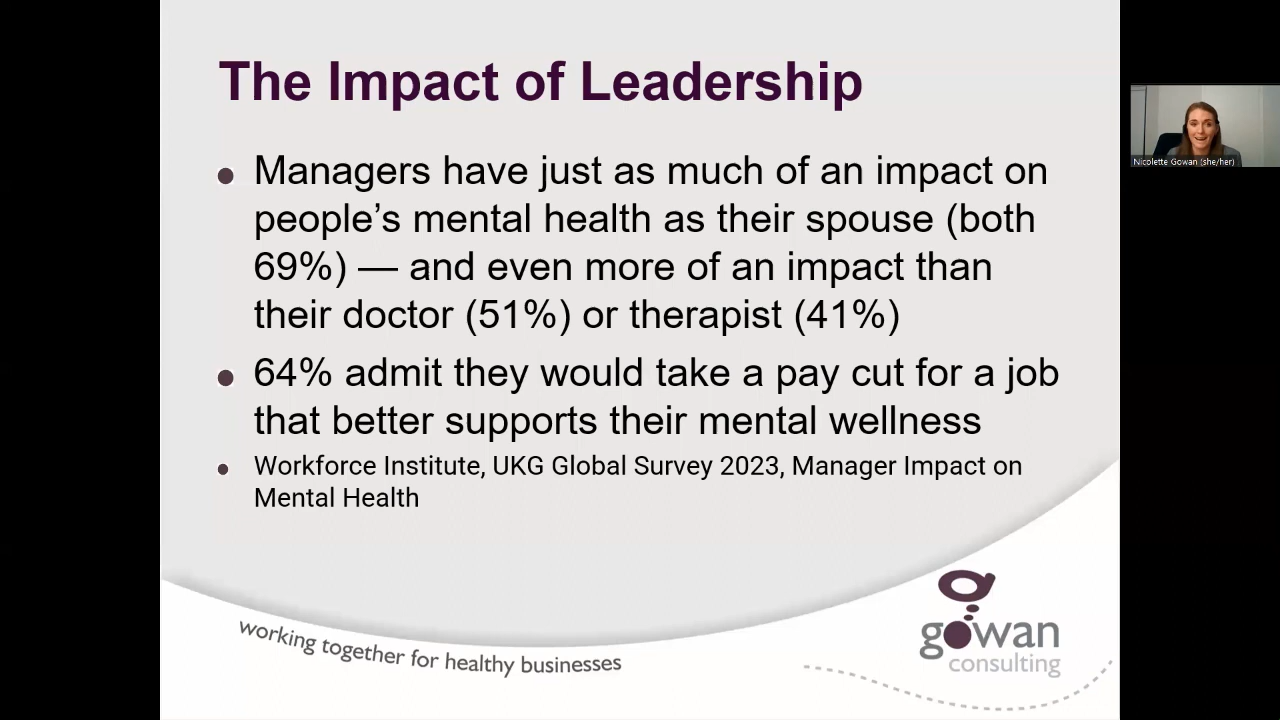 The Impact of Leadership
Managers have just as much of an impact on
people’s mental health as their spouse (both
69%) — and even more of an impact than
their doctor (51%) or therapist (41%)
64% admit they would take a pay cut for a job
that better supports their mental wellness
Workforce Institute, UKG Global Survey 2023, Manager Impact on
Mental Health
working together for healthy businesses
gowan
consulting
Nicolette Gowan (she/her)